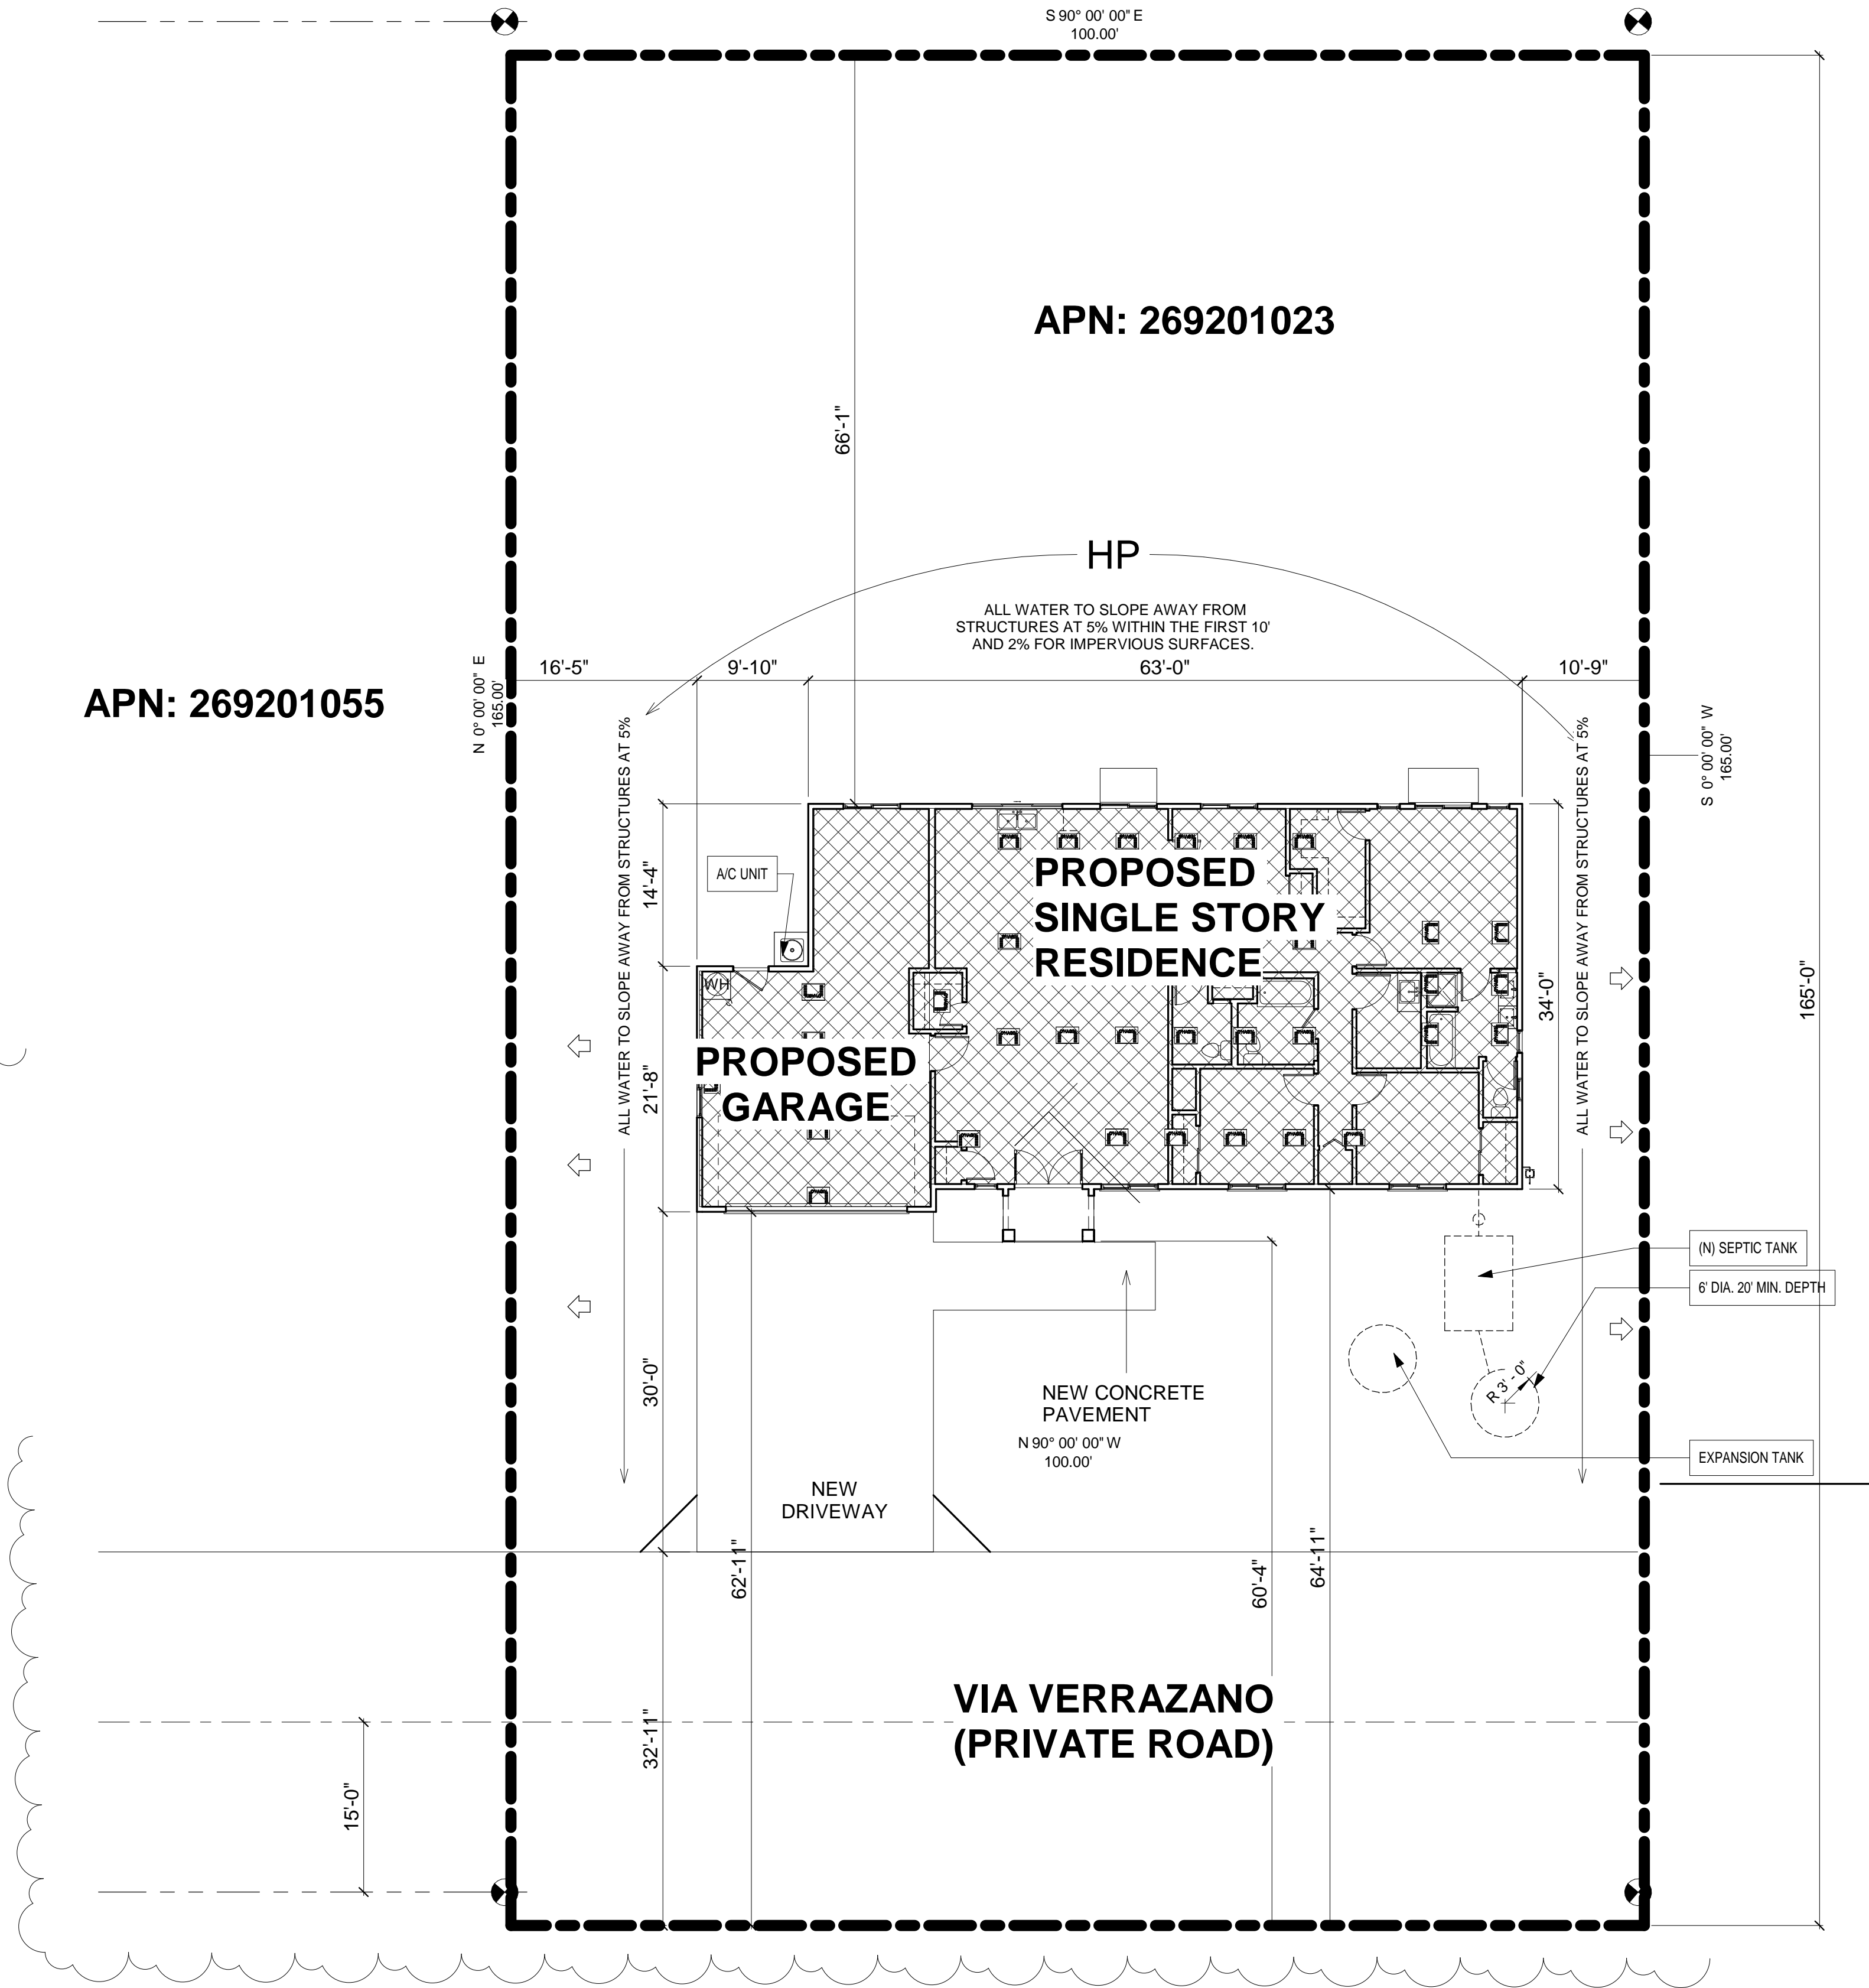 S 90° 00' 00" E
100.00'
APN: 269201023
66'-1"
HP
ALL WATER TO SLOPE AWAY FROM
STRUCTURES AT 5% WITHIN THE FIRST 10'
AND 2% FOR IMPERVIOUS SURFACES.
16'-5"
9'-10"
63'-0"
10'-9"
APN: 269201055
N 0° 00' 00" E
165.00'
S 0° 00' 00" W
165.00'
ALL WATER TO SLOPE AWAY FROM STRUCTURES AT 5%
ALL WATER TO SLOPE AWAY FROM STRUCTURES AT 5%
14'-4"
A/C UNIT
PROPOSED
SINGLE STORY
RESIDENCE
WH
34'-0"
165'-0"
21'-8"
PROPOSED
GARAGE
(N) SEPTIC TANK
6' DIA. 20' MIN. DEPTH
R 3' - 0"
30'-0"
NEW CONCRETE
PAVEMENT
N 90° 00' 00" W
100.00'
EXPANSION TANK
NEW
DRIVEWAY
62'-11"
60'-4"
64'-11"
VIA VERRAZANO
(PRIVATE ROAD)
32'-11"
15'-0"